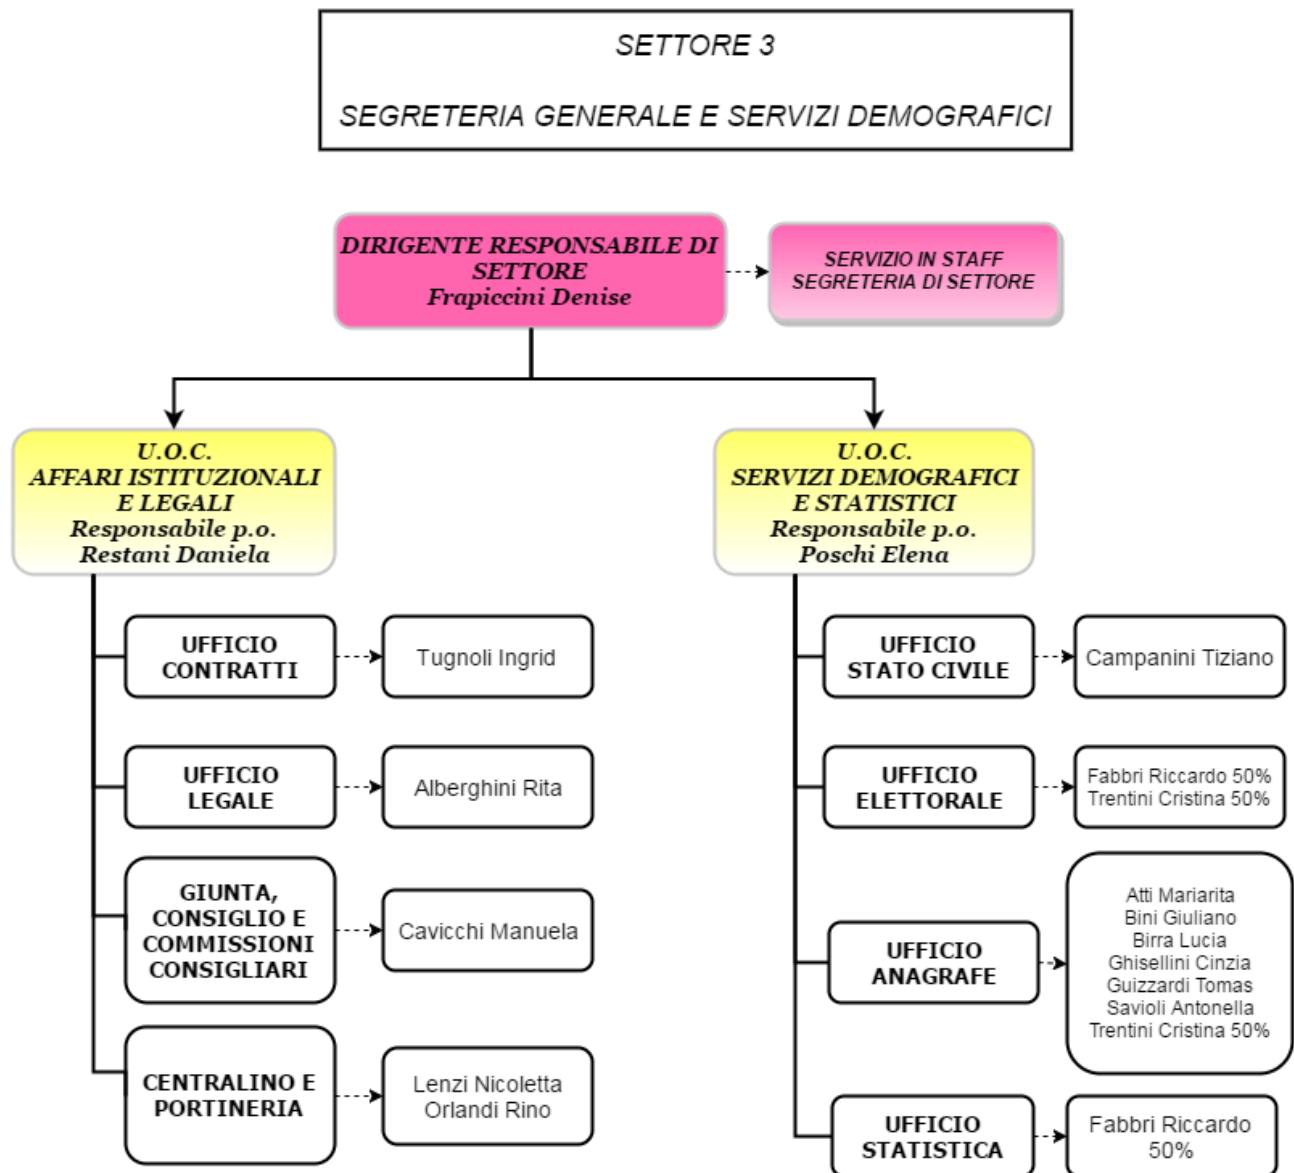 SETTORE 3
SEGRETERIA GENERALE E SERVIZI DEMOGRAFICI
DIRIGENTE RESPONSABILE DI
SETTORE
Frapiccini Denise
SERVIZIO IN STAFF
SEGRETERIA DI SETTORE
U.O.C.
AFFARI ISTITUZIONALI
E LEGALI
Responsabile p.o.
Restani Daniela
UFFICIO
CONTRATTI
Tugnoli Ingrid
UFFICIO
LEGALE
Alberghini Rita
GIUNTA,
CONSIGLIO E
COMMISSIONI
CONSIGLIARI
Cavicchi Manuela
CENTRALINO E
PORTINERIA
Lenzi Nicoletta
Orlandi Rino
U.O.C.
SERVIZI DEMOGRAFICI
E STATISTICI
Responsabile p.o.
Poschi Elena
UFFICIO
STATO CIVILE
Campanini Tiziano
UFFICIO
ELETTORALE
Fabbri Riccardo 50%
Trentini Cristina 50%
UFFICIO
ANAGRAFE
Atti Mariarita
Bini Giuliano
Birra Lucia
Ghisellini Cinzia
Guizzardi Tomas
Savioli Antonella
Trentini Cristina 50%
UFFICIO
STATISTICA
Fabbri Riccardo
50%